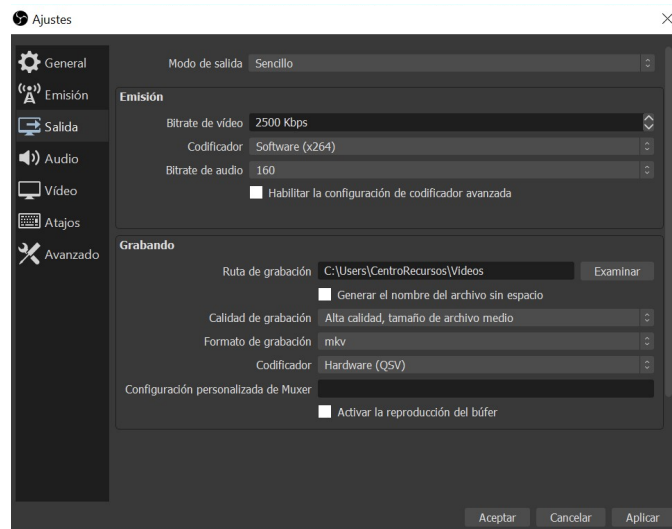 Ajustes
General
Emisión
Salida
Audio
Vídeo
Atajos
Avanzado
Modo de salida Sencillo
Emisión
Bitrate de vídeo 2500 Kbps
Codificador Software (x264)
Bitrate de audio 160
Habilitar la configuración de codificador avanzada
Grabando
Ruta de grabación C:\Users\CentroRecursos\Videos Examinar
Generar el nombre del archivo sin espacio
Calidad de grabación Alta calidad, tamaño de archivo medio
Formato de grabación mkv
Codificador Hardware (QSV)
Configuración personalizada de Muxer
Activar la reproducción del búfer
Aceptar Cancelar Aplicar